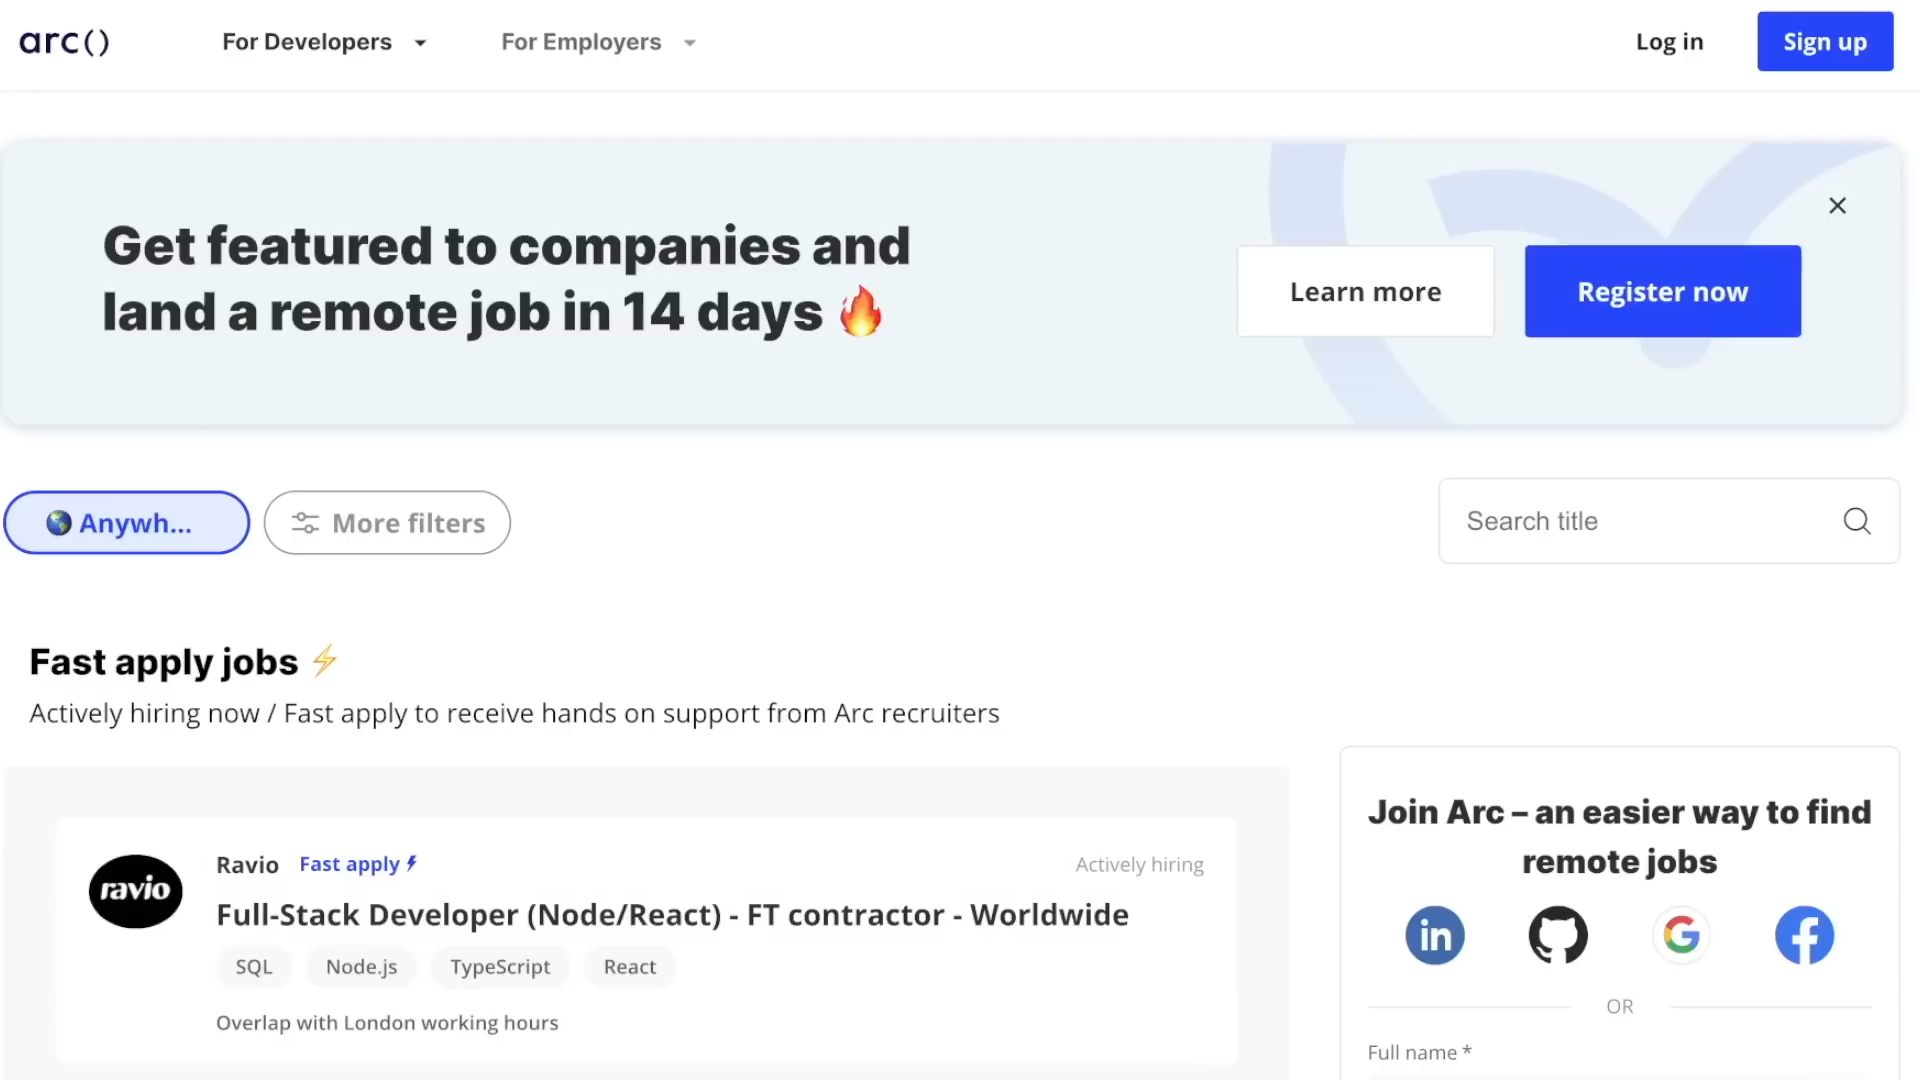 arc()
For Developers
For Employers
Log in
Sign up
Get featured to companies and
land a remote job in 14 days 🔥
Learn more
Register now
Anywh...
More filters
Search title
Fast apply jobs ⚡
Actively hiring now / Fast apply to receive hands on support from Arc recruiters
ravio
Ravio
Fast apply
Actively hiring
Full-Stack Developer (Node/React) - FT contractor - Worldwide
SQL
Node.js
TypeScript
React
Overlap with London working hours
Join Arc – an easier way to find
remote jobs
in
G
f
OR
Full name *